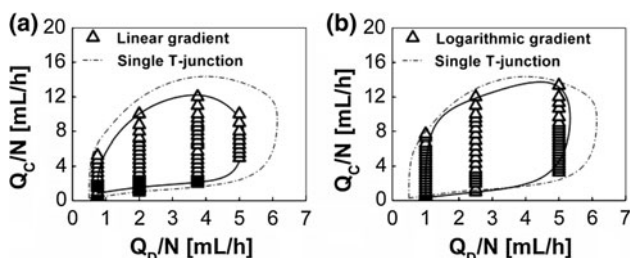 (a)
Linear gradient
Single T-junction
Q_C/N [mL/h]
20
16
12
8
4
0
0 1 2 3 4 5 6 7
Q_D/N [mL/h]
(b)
Logarithmic gradient
Single T-junction
Q_C/N [mL/h]
20
16
12
8
4
0
0 1 2 3 4 5 6 7
Q_D/N [mL/h]